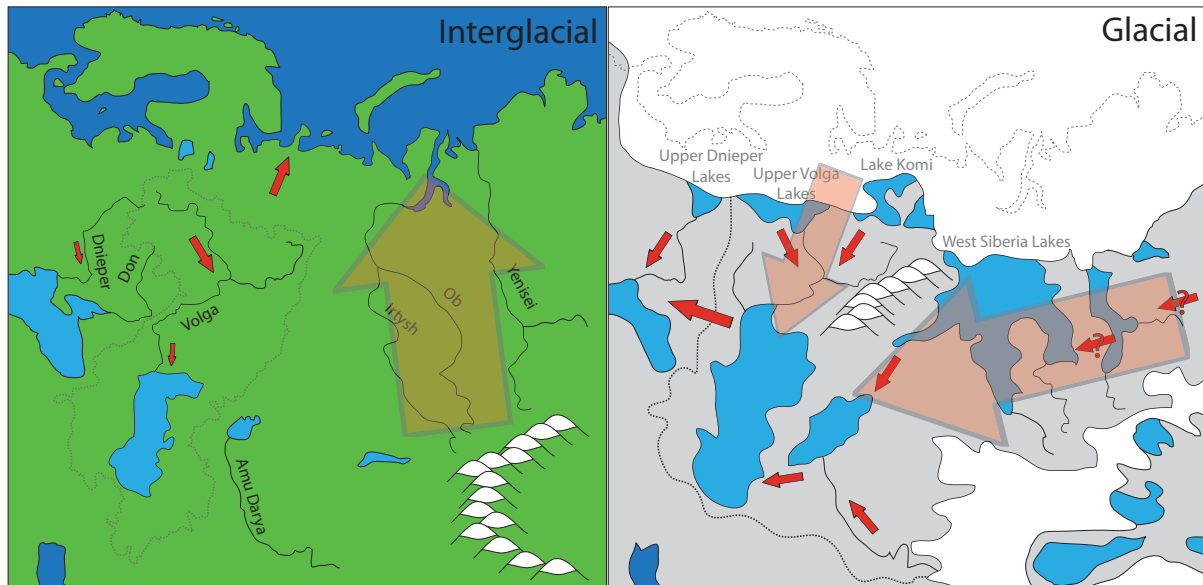 Interglacial
Dnieper
Don
Volga
Irtysh
Ob
Yenisei
Amu Darya
Glacial
Upper Dnieper
Lakes
Upper Volga
Lakes
Lake Komi
West Siberia Lakes
?
?